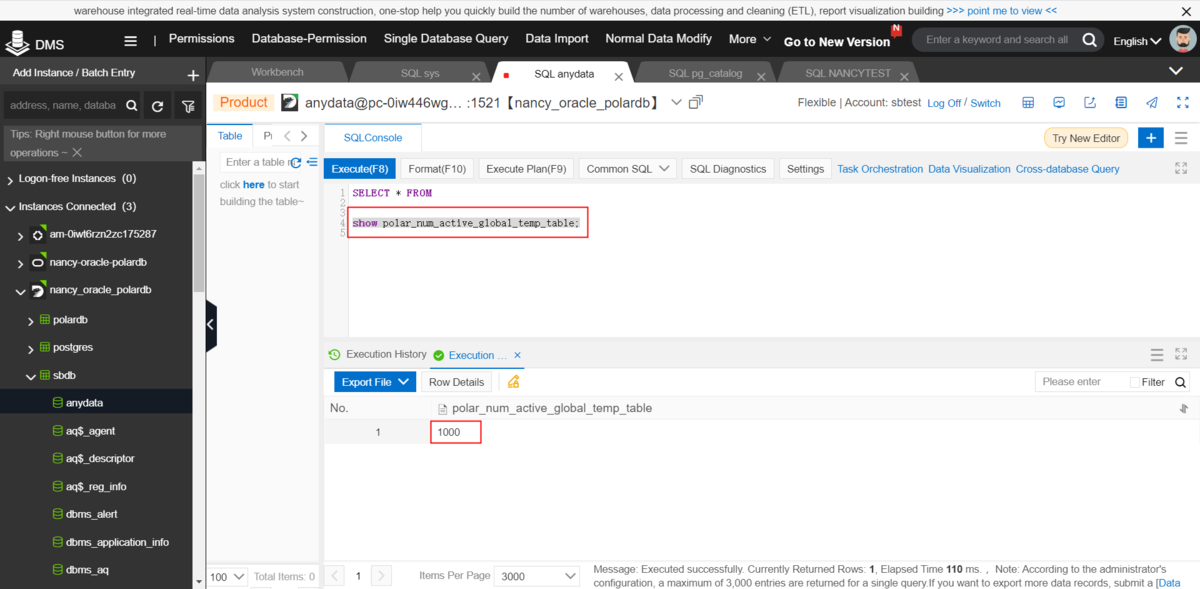 warehouse integrated real-time data analysis system construction, one-stop help you quickly build the number of warehouses, data processing and cleaning (ETL), report visualization building >>> point me to view <<
DMS | Permissions Database-Permission Single Database Query Data Import Normal Data Modify More Go to New Version N Enter a keyword and search all English
Add Instance / Batch Entry +
Workbench SQL sys SQL anydata SQL pg_catalog SQL NANCYTEST
address, name, databa
Product anydata@pc-0iw446wg... :1521【nancy_oracle_polardb】 Flexible | Account: sbtest Log Off / Switch
Tips: Right mouse button for more
operations ~
Table
SQLConsole
Try New Editor +
Enter a table n
click here to start
building the table~
Execute(F8) Format(F10) Execute Plan(F9) Common SQL SQL Diagnostics Settings Task Orchestration Data Visualization Cross-database Query
Logon-free Instances (0)
Instances Connected (3)
am-0iwt6rzn2zc175287
nancy-oracle-polardb
nancy_oracle_polardb
polardb
postgres
sbdb
anydata
aq$_agent
aq$_descriptor
aq$_reg_info
dbms_alert
dbms_application_info
dbms_aq
1 SELECT * FROM
2
3
4 show polar_num_active_global_temp_table;
5
Execution History Execution ... ×
Export File Row Details Please enter Filter
No. polar_num_active_global_temp_table
1 1000
100 Total Items: 0
1 Items Per Page 3000
Message: Executed successfully. Currently Returned Rows: 1, Elapsed Time 110 ms. , Note: According to the administrator's
configuration, a maximum of 3,000 entries are returned for a single query.If you want to export more data records, submit a [Data